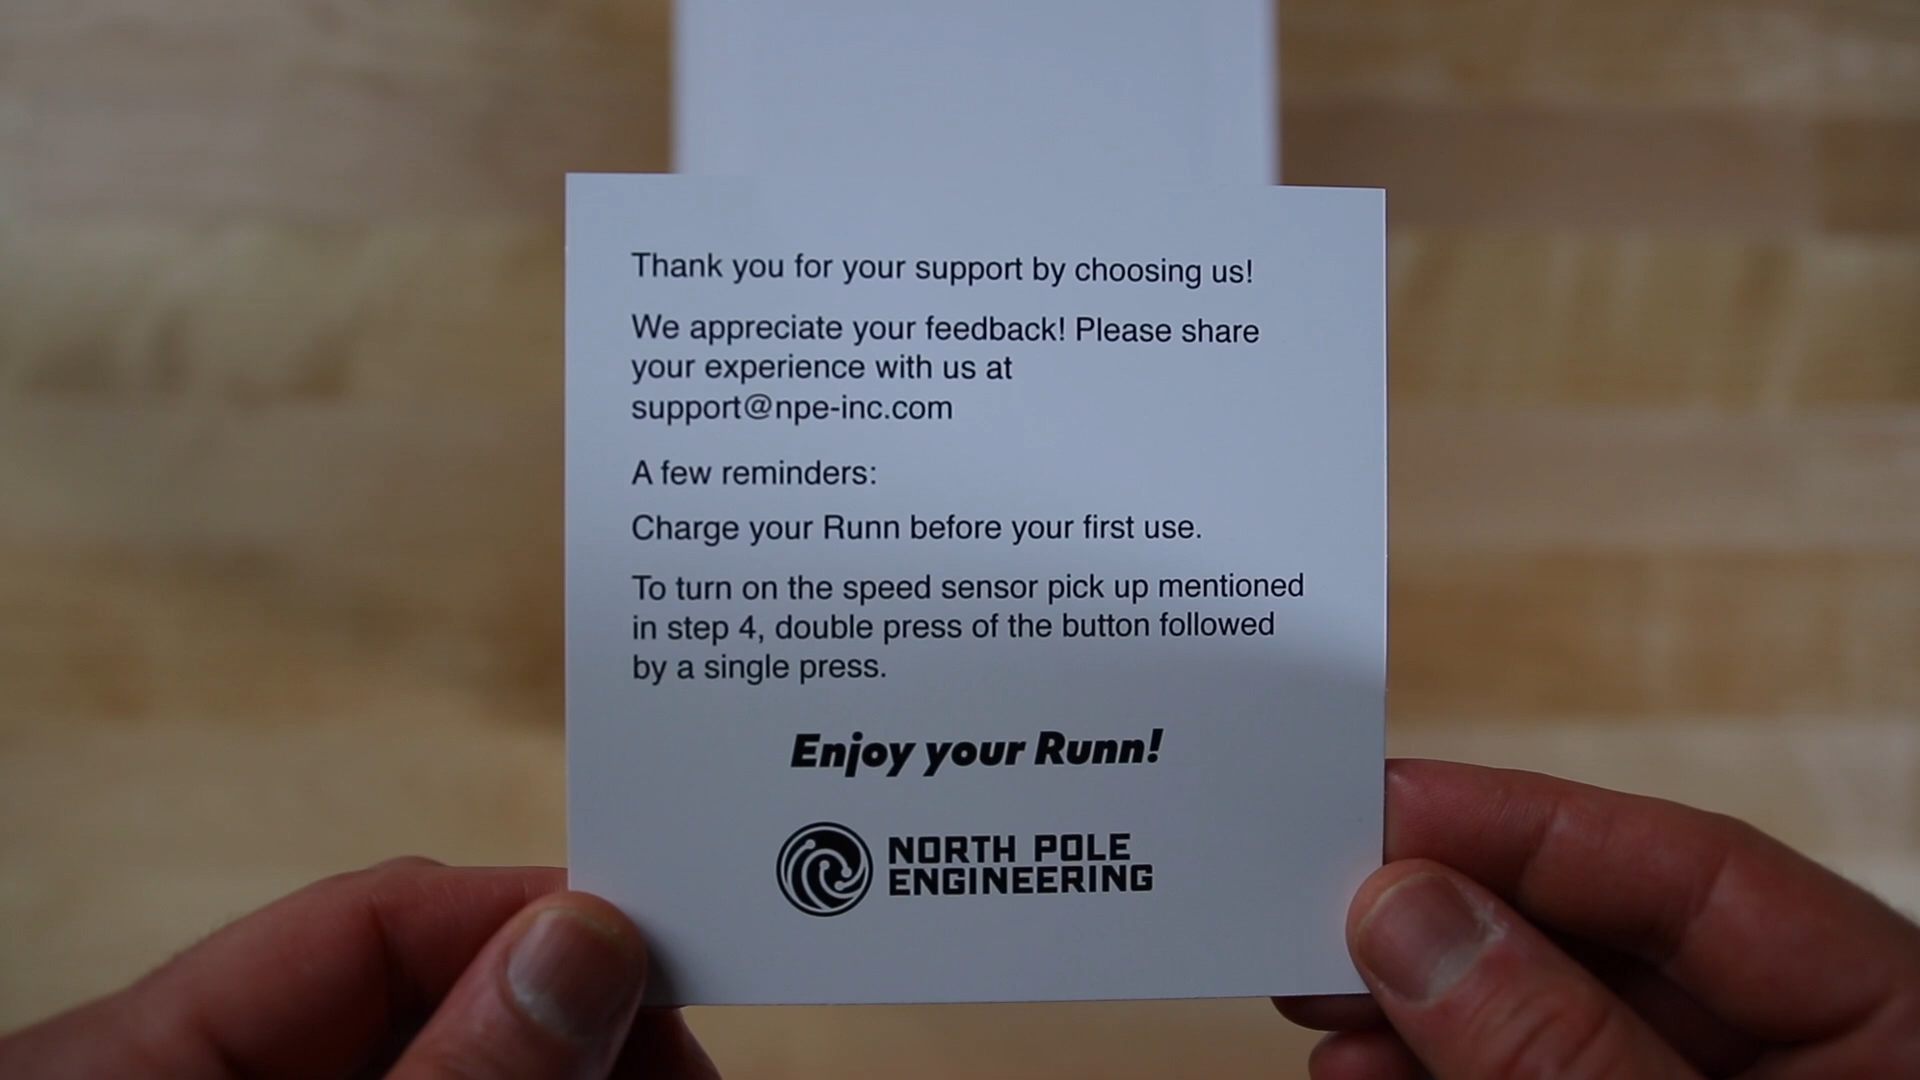 Thank you for your support by choosing us!
We appreciate your feedback! Please share
your experience with us at
support@npe-inc.com
A few reminders:
Charge your Runn before your first use.
To turn on the speed sensor pick up mentioned
in step 4, double press of the button followed
by a single press.
Enjoy your Runn!
NORTH POLE
ENGINEERING